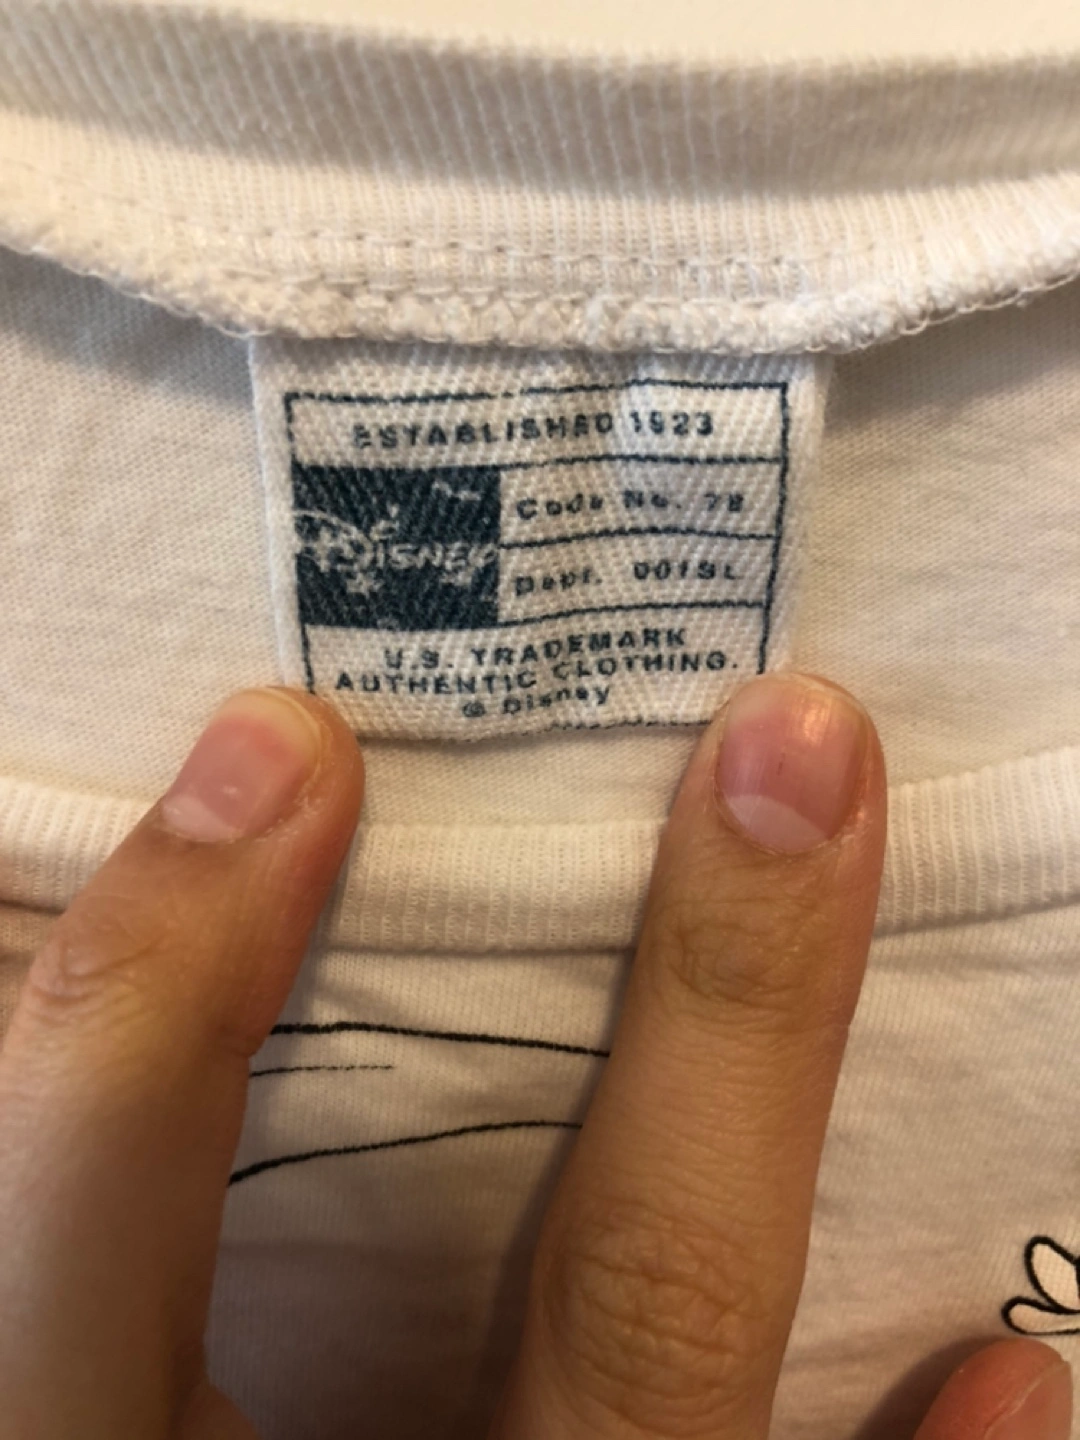 ESTABLISHED 1923
DISNEY
Code No. 78
Dept. 001SL
U.S. TRADEMARK
AUTHENTIC CLOTHING.
© Disney